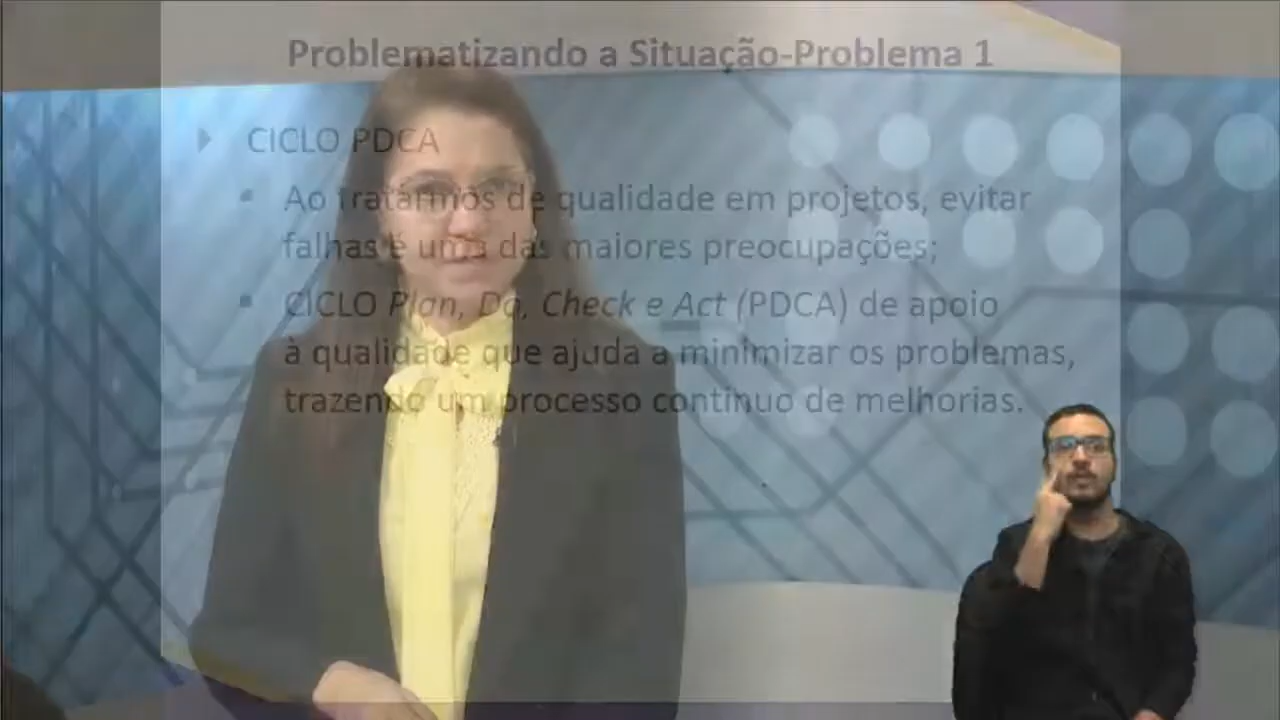 Problematizando a Situação-Problema 1
CICLO PDCA
Ao tratarmos de qualidade em projetos, evitar
falhas é uma das maiores preocupações;
CICLO Plan, Do, Check e Act (PDCA) de apoio
à qualidade que ajuda a minimizar os problemas,
trazendo um processo contínuo de melhorias.